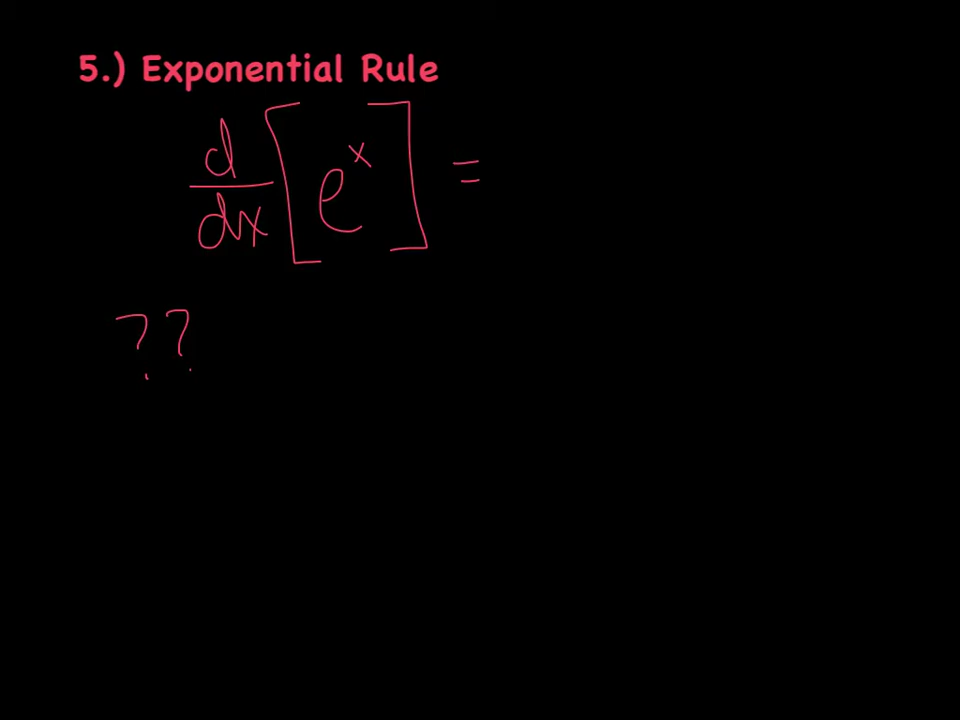 5.) Exponential Rule
d/dx [e^x] =
??